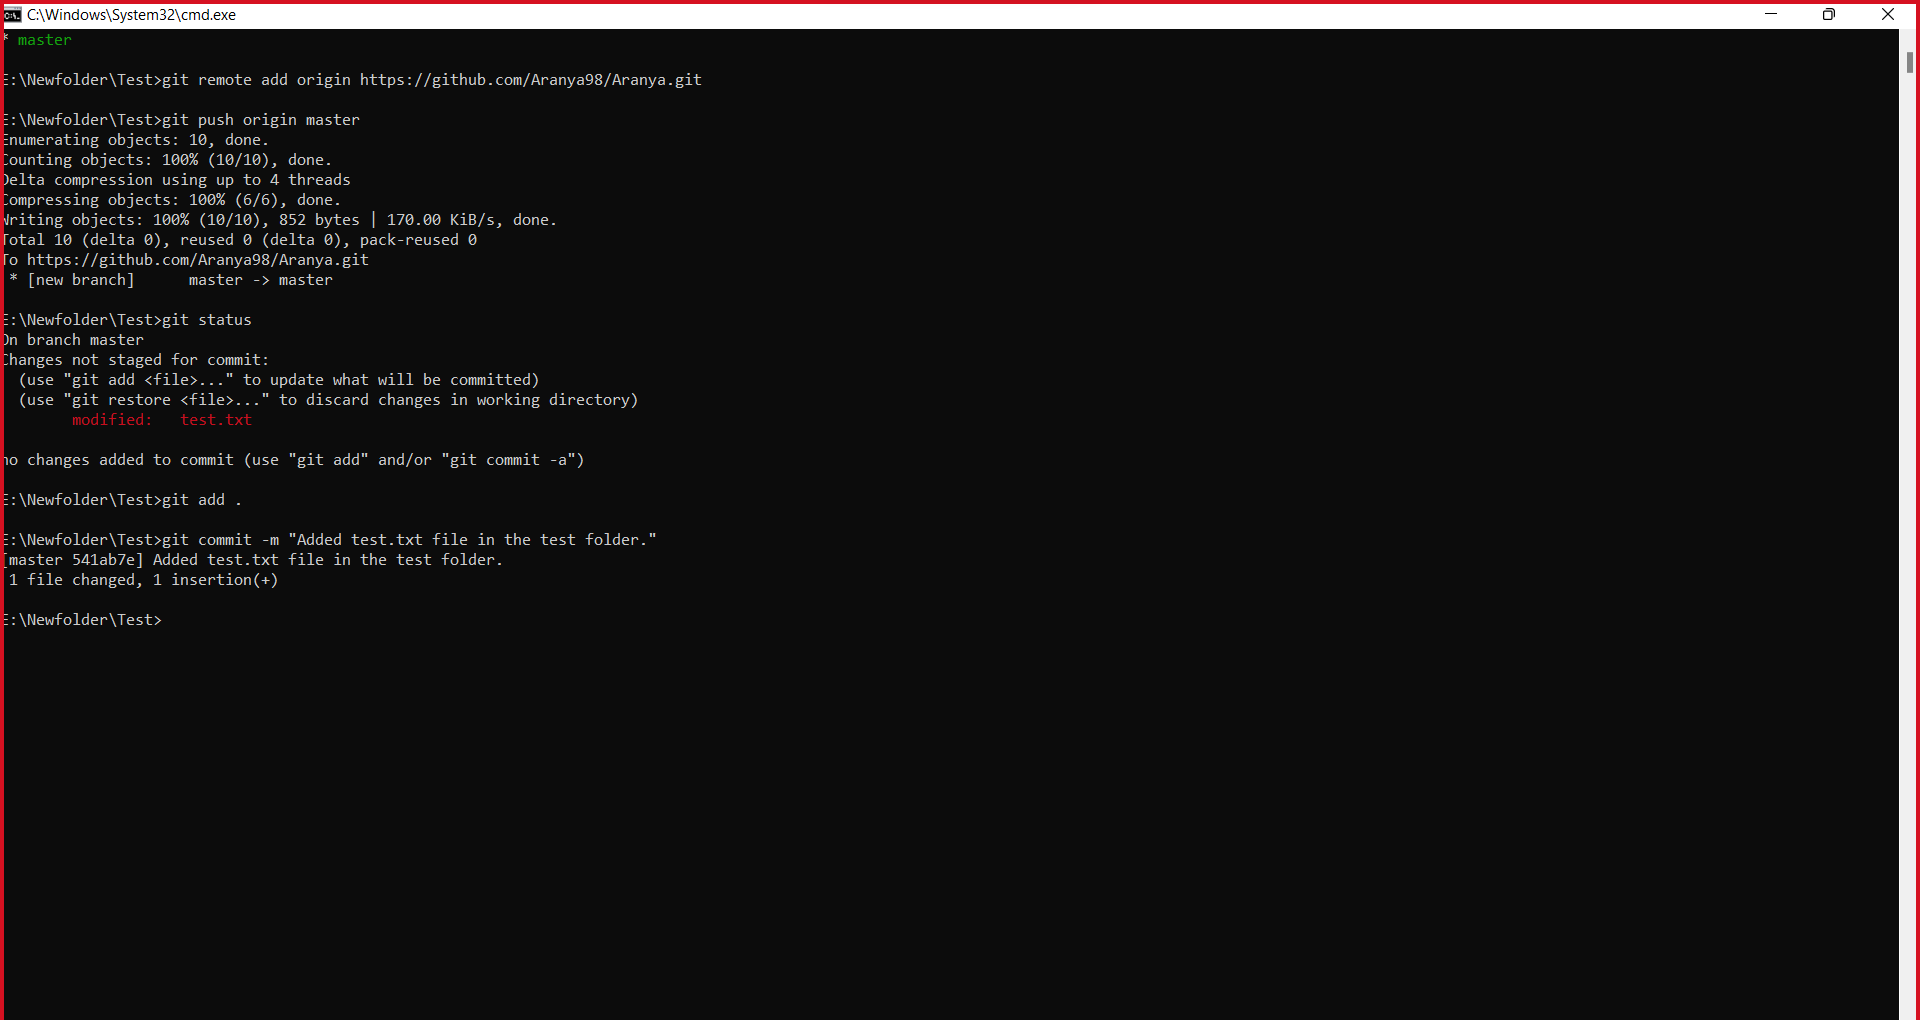 C:\Windows\System32\cmd.exe
* master
E:\Newfolder\Test>git remote add origin https://github.com/Aranya98/Aranya.git
E:\Newfolder\Test>git push origin master
Enumerating objects: 10, done.
Counting objects: 100% (10/10), done.
Delta compression using up to 4 threads
Compressing objects: 100% (6/6), done.
Writing objects: 100% (10/10), 852 bytes | 170.00 KiB/s, done.
Total 10 (delta 0), reused 0 (delta 0), pack-reused 0
To https://github.com/Aranya98/Aranya.git
* [new branch]      master -> master
E:\Newfolder\Test>git status
On branch master
Changes not staged for commit:
(use "git add <file>..." to update what will be committed)
(use "git restore <file>..." to discard changes in working directory)
modified:   test.txt
no changes added to commit (use "git add" and/or "git commit -a")
E:\Newfolder\Test>git add .
E:\Newfolder\Test>git commit -m "Added test.txt file in the test folder."
[master 541ab7e] Added test.txt file in the test folder.
1 file changed, 1 insertion(+)
E:\Newfolder\Test>